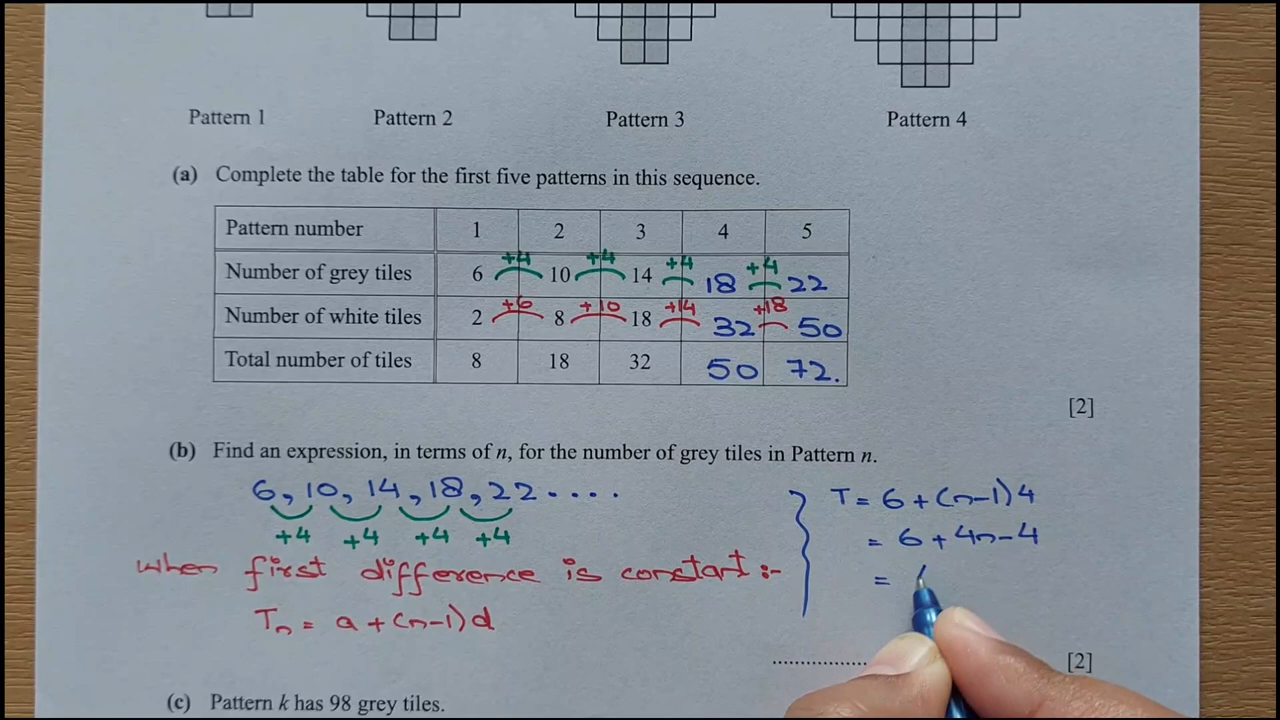 Pattern 1 Pattern 2 Pattern 3 Pattern 4
(a) Complete the table for the first five patterns in this sequence.
Pattern number 1 2 3 4 5
+4 +4 +4 +4
Number of grey tiles 6 10 14 18 22
+6 +10 +14 +18
Number of white tiles 2 8 18 32 50
Total number of tiles 8 18 32 50 72.
[2]
(b) Find an expression, in terms of n, for the number of grey tiles in Pattern n.
6, 10, 14, 18, 22 ....
+4 +4 +4 +4
when first difference is constant :-
Tn = a + (n-1)d
T = 6 + (n-1)4
= 6 + 4n - 4
=
[2]
(c) Pattern k has 98 grey tiles.